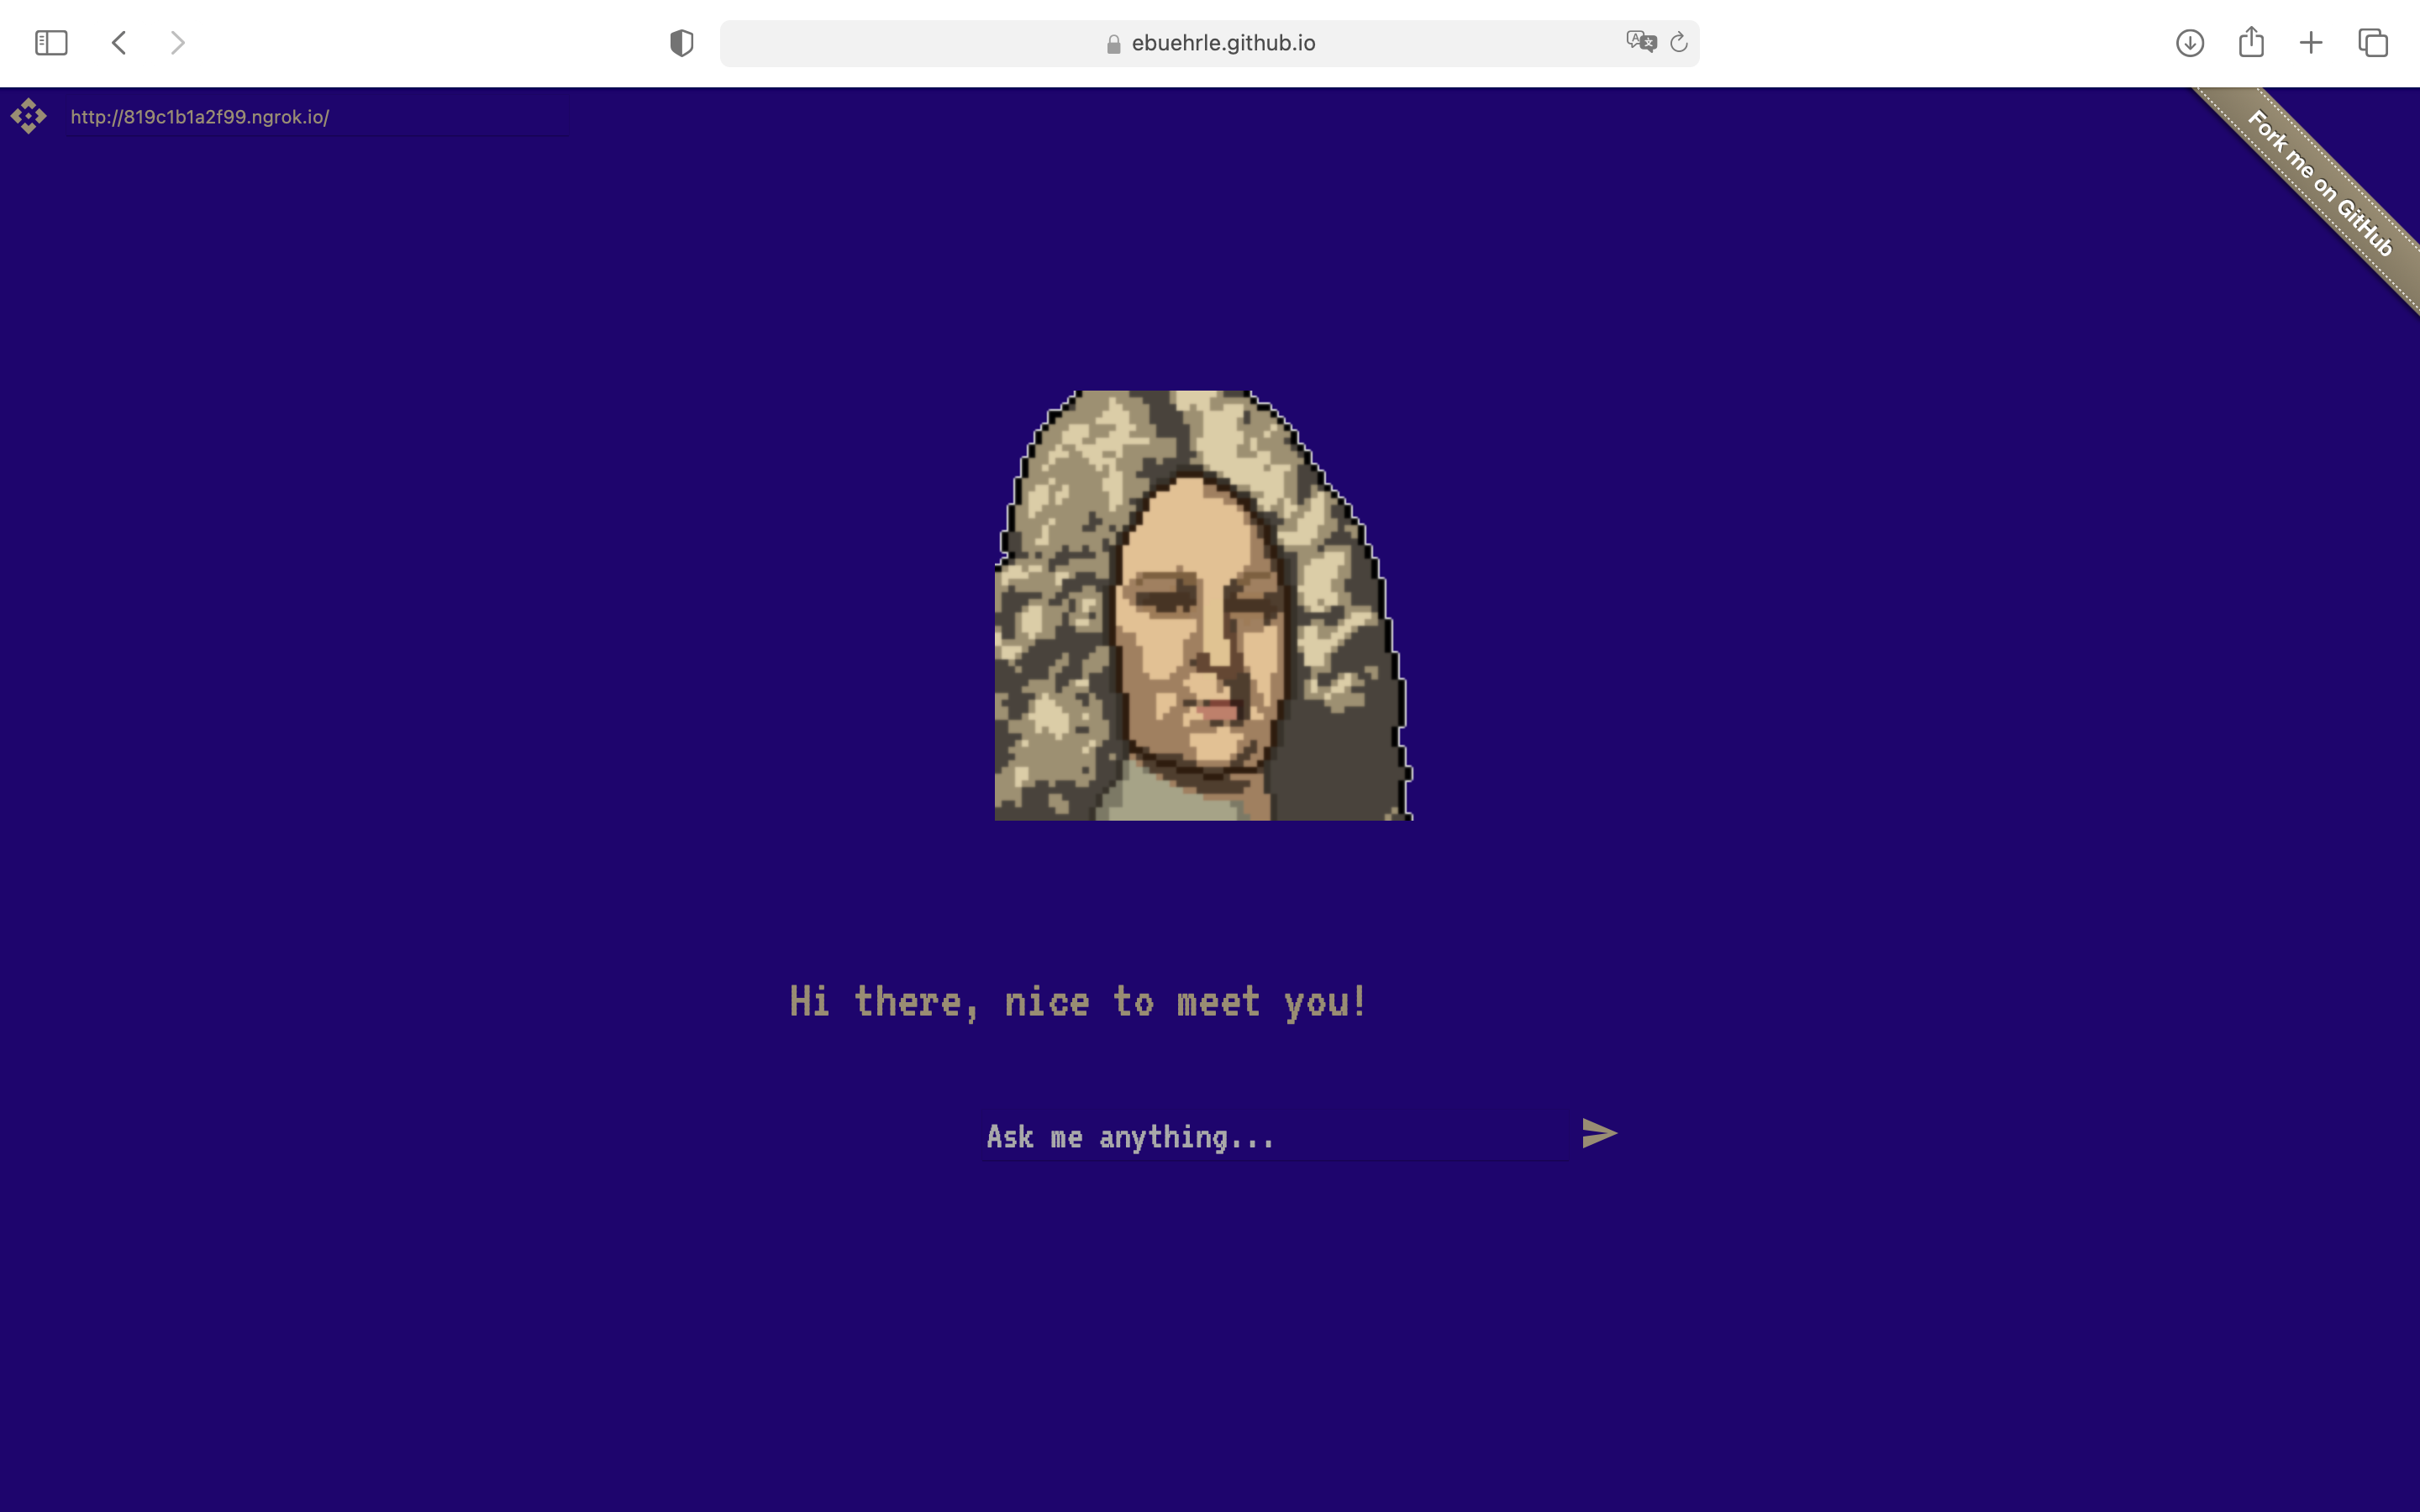 ebuehrle.github.io
http://819c1b1a2f99.ngrok.io/
Fork me on GitHub
Hi there, nice to meet you!
Ask me anything...